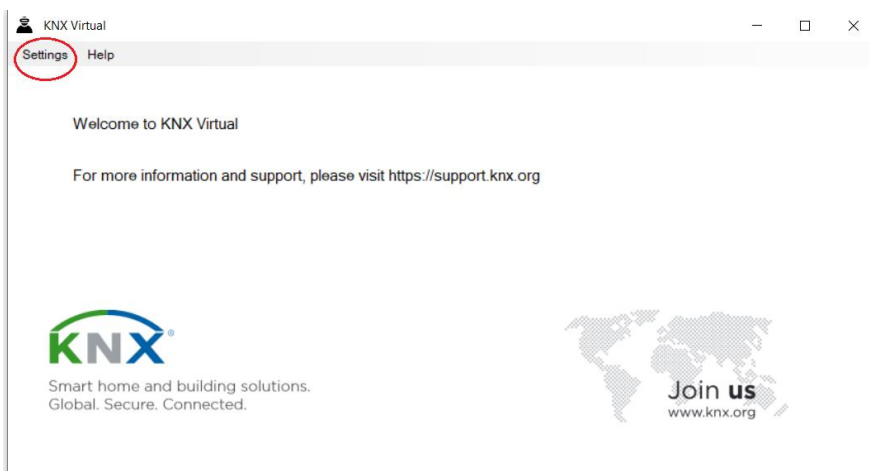 KNX Virtual
Settings Help
Welcome to KNX Virtual
For more information and support, please visit https://support.knx.org
KNX®
Smart home and building solutions.
Global. Secure. Connected.
Join us
www.knx.org